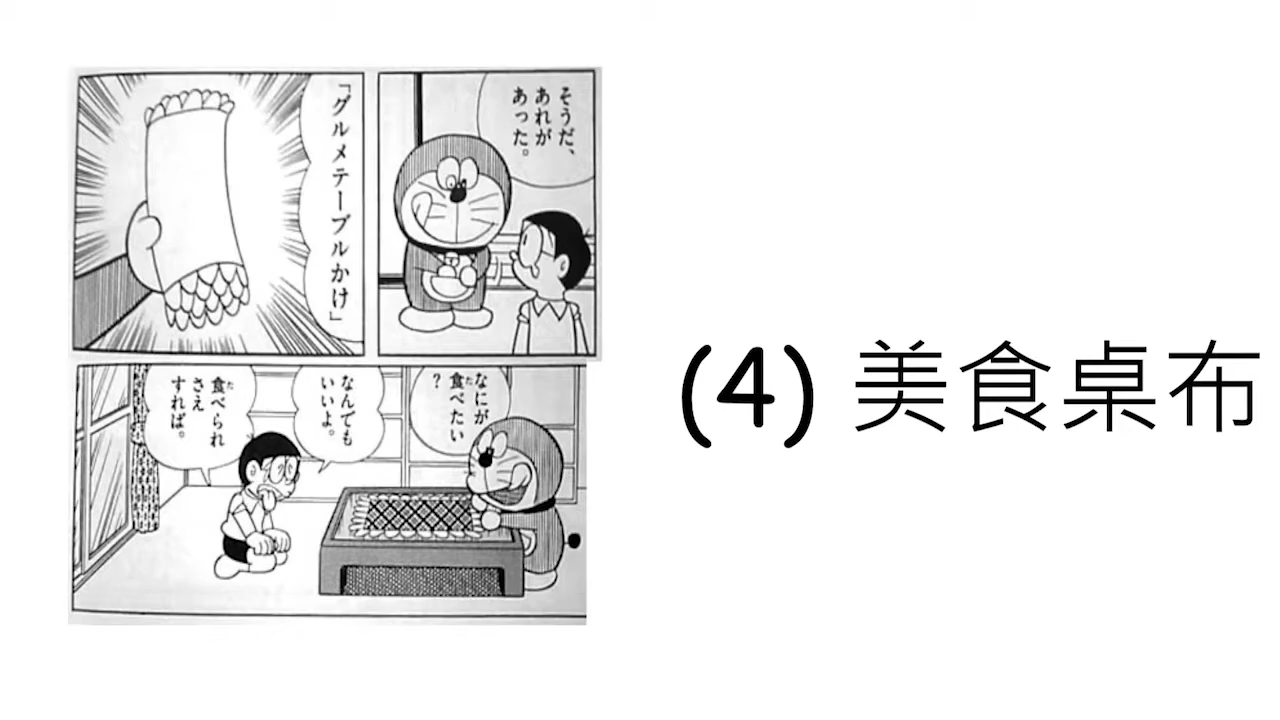 そうだ、
あれが
あった。
「グルメテーブルかけ」
なにが
食べたい
?
なんでも
いいよ。
食べられ
さえ
すれば。
(4) 美食桌布